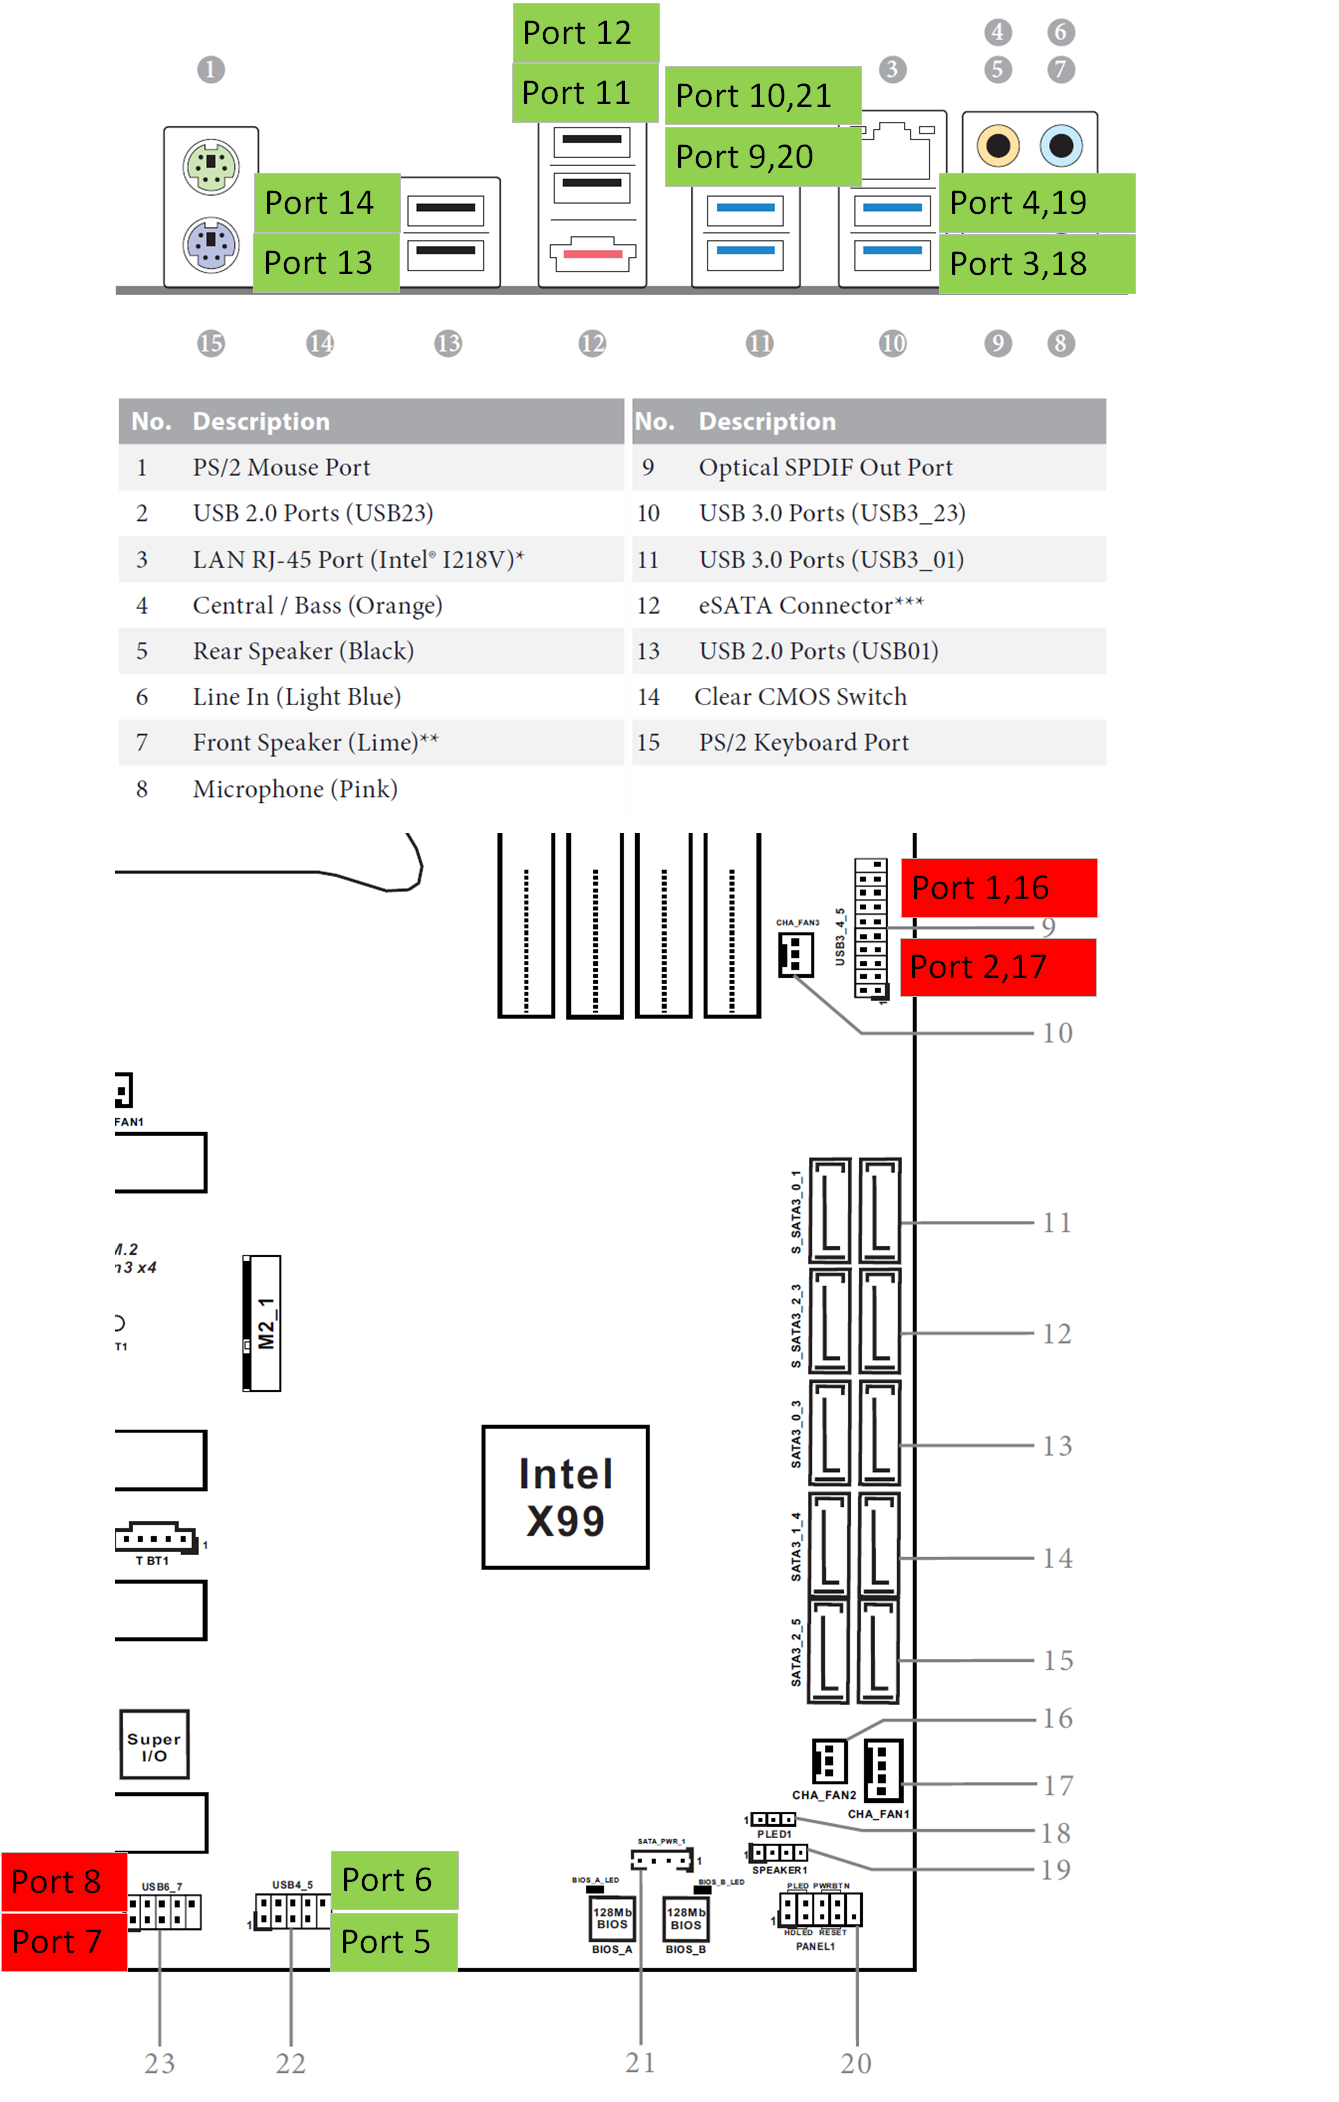 Port 12
4 6
1 Port 11 Port 10,21 3 5 7
Port 9,20
Port 14 Port 4,19
Port 13 Port 3,18
15 14 13 12 11 10 9 8
No. Description No. Description
1 PS/2 Mouse Port 9 Optical SPDIF Out Port
2 USB 2.0 Ports (USB23) 10 USB 3.0 Ports (USB3_23)
3 LAN RJ-45 Port (Intel® I218V)* 11 USB 3.0 Ports (USB3_01)
4 Central / Bass (Orange) 12 eSATA Connector***
5 Rear Speaker (Black) 13 USB 2.0 Ports (USB01)
6 Line In (Light Blue) 14 Clear CMOS Switch
7 Front Speaker (Lime)** 15 PS/2 Keyboard Port
8 Microphone (Pink)
Port 1,16
CHA_FAN3
USB3_4_5
9
Port 2,17
1
10
FAN1
S_SATA3_0_1
11
M.2
n3 x4
M2_1
T1
S_SATA3_2_3
12
SATA3_0_3
13
Intel
X99
SATA3_1_4
14
1
T BT1
SATA3_2_5
15
16
Super
I/O
CHA_FAN2
17
CHA_FAN1
1
PLED1
18
SATA_PWR_1
1
1
SPEAKER1
19
Port 8 USB6_7 USB4_5 Port 6
BIOS_A_LED BIOS_B_LED
PLED PWRBTN
128Mb
BIOS
128Mb
BIOS
1
1
HDLED RESET
Port 7 Port 5
BIOS_A BIOS_B PANEL1
23 22 21 20